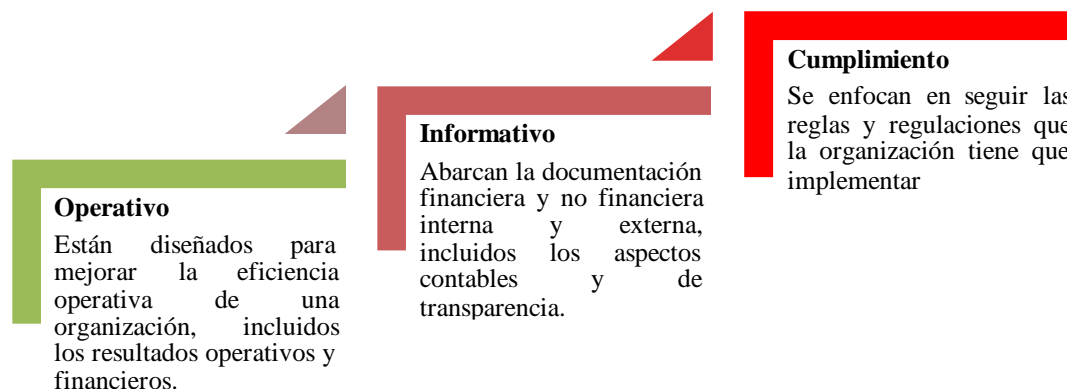 Operativo
Están diseñados para
mejorar la eficiencia
operativa de una
organización, incluidos
los resultados operativos y
financieros.
Informativo
Abarcan la documentación
financiera y no financiera
interna y externa,
incluidos los aspectos
contables y de
transparencia.
Cumplimiento
Se enfocan en seguir las
reglas y regulaciones que
la organización tiene que
implementar